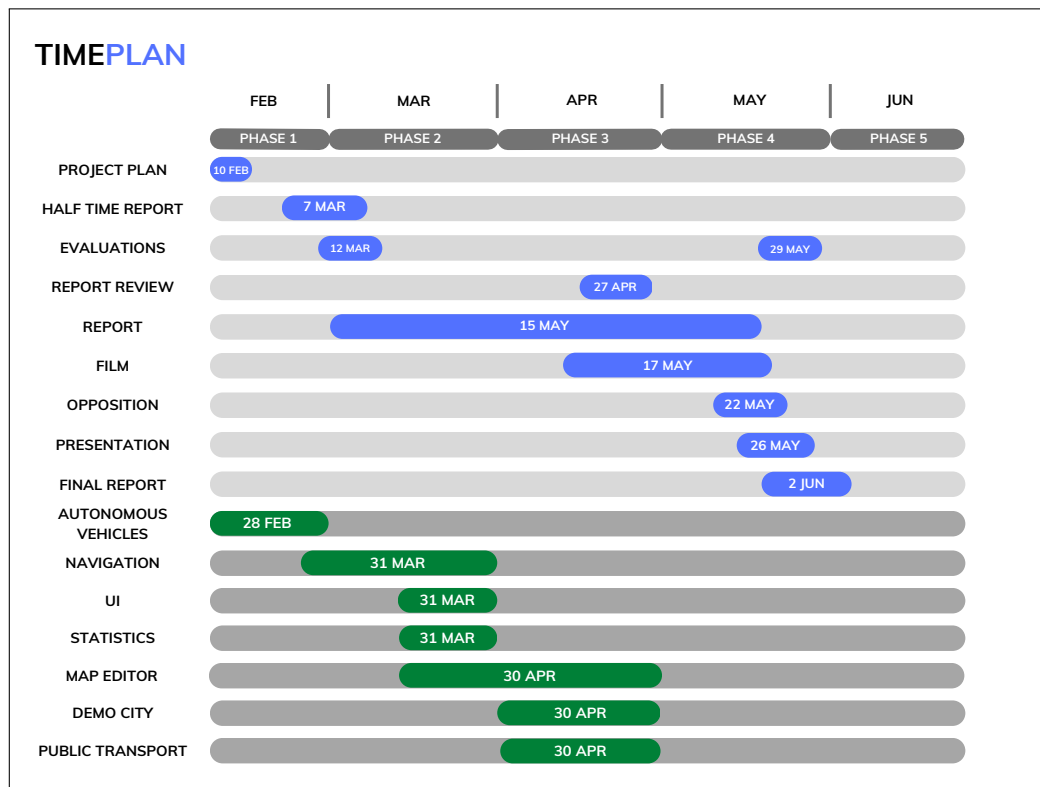 TIMEPLAN
FEB MAR APR MAY JUN
PHASE 1 PHASE 2 PHASE 3 PHASE 4 PHASE 5
PROJECT PLAN 10 FEB
HALF TIME REPORT 7 MAR
EVALUATIONS 12 MAR 29 MAY
REPORT REVIEW 27 APR
REPORT 15 MAY
FILM 17 MAY
OPPOSITION 22 MAY
PRESENTATION 26 MAY
FINAL REPORT 2 JUN
AUTONOMOUS
VEHICLES 28 FEB
NAVIGATION 31 MAR
UI 31 MAR
STATISTICS 31 MAR
MAP EDITOR 30 APR
DEMO CITY 30 APR
PUBLIC TRANSPORT 30 APR